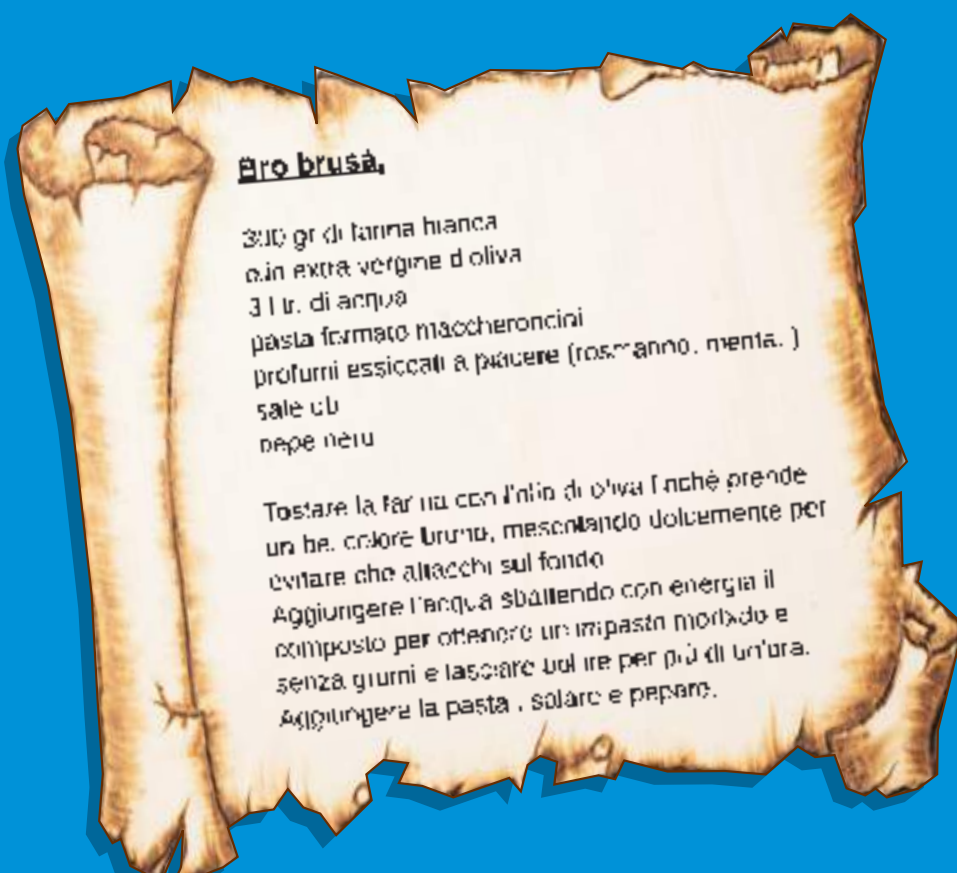 Bro brusà,
300 gr di farina bianca
olio extra vergine d'oliva
3 ltr. di acqua
pasta formato maccheroncini
profumi essiccati a piacere (rosmarino, menta. )
sale qb
pepe nero
Tostare la farina con l'olio di oliva finché prende
un bel colore bruno, mescolando dolcemente per
evitare che attacchi sul fondo
Aggiungere l'acqua sbattendo con energia il
composto per ottenere un impasto morbido e
senza grumi e lasciare bollire per più di un'ora.
Aggiungere la pasta , salare e pepare.